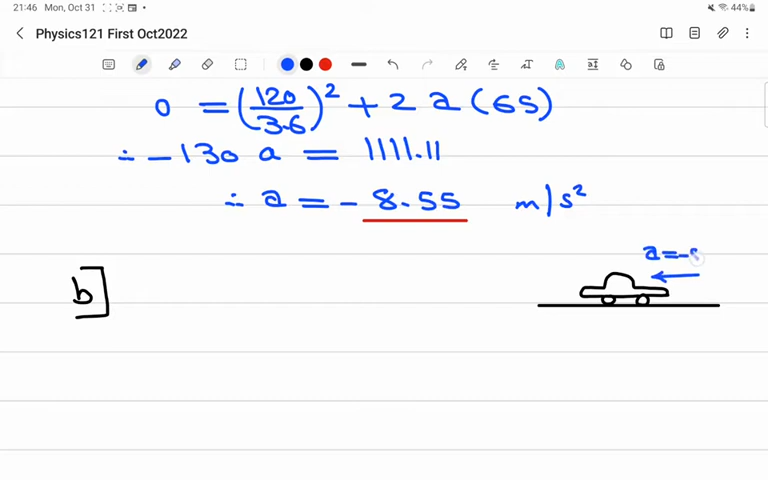 21:46 Mon, Oct 31 44%
Physics121 First Oct2022
0 = (120/3.6)² + 2 a (65)
∴ -130 a = 1111.11
∴ a = - 8.55 m/s²
b]
a=-